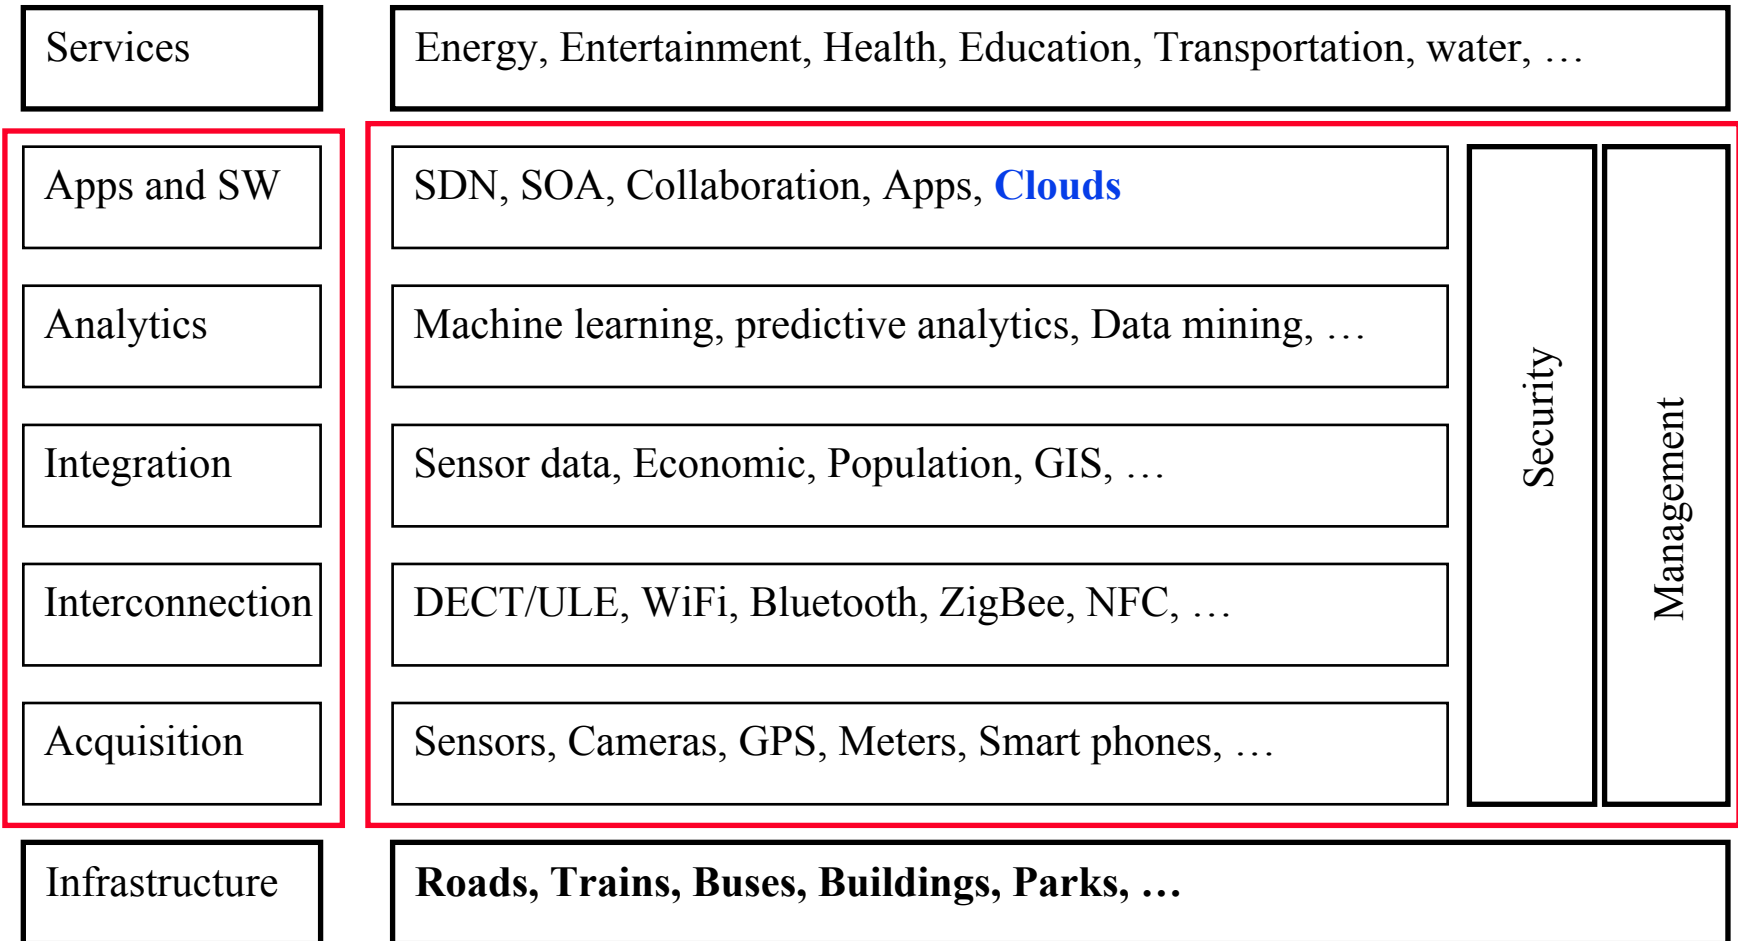 Services
Energy, Entertainment, Health, Education, Transportation, water, …
Apps and SW
SDN, SOA, Collaboration, Apps, Clouds
Analytics
Machine learning, predictive analytics, Data mining, …
Integration
Sensor data, Economic, Population, GIS, …
Interconnection
DECT/ULE, WiFi, Bluetooth, ZigBee, NFC, …
Acquisition
Sensors, Cameras, GPS, Meters, Smart phones, …
Security
Management
Infrastructure
Roads, Trains, Buses, Buildings, Parks, …